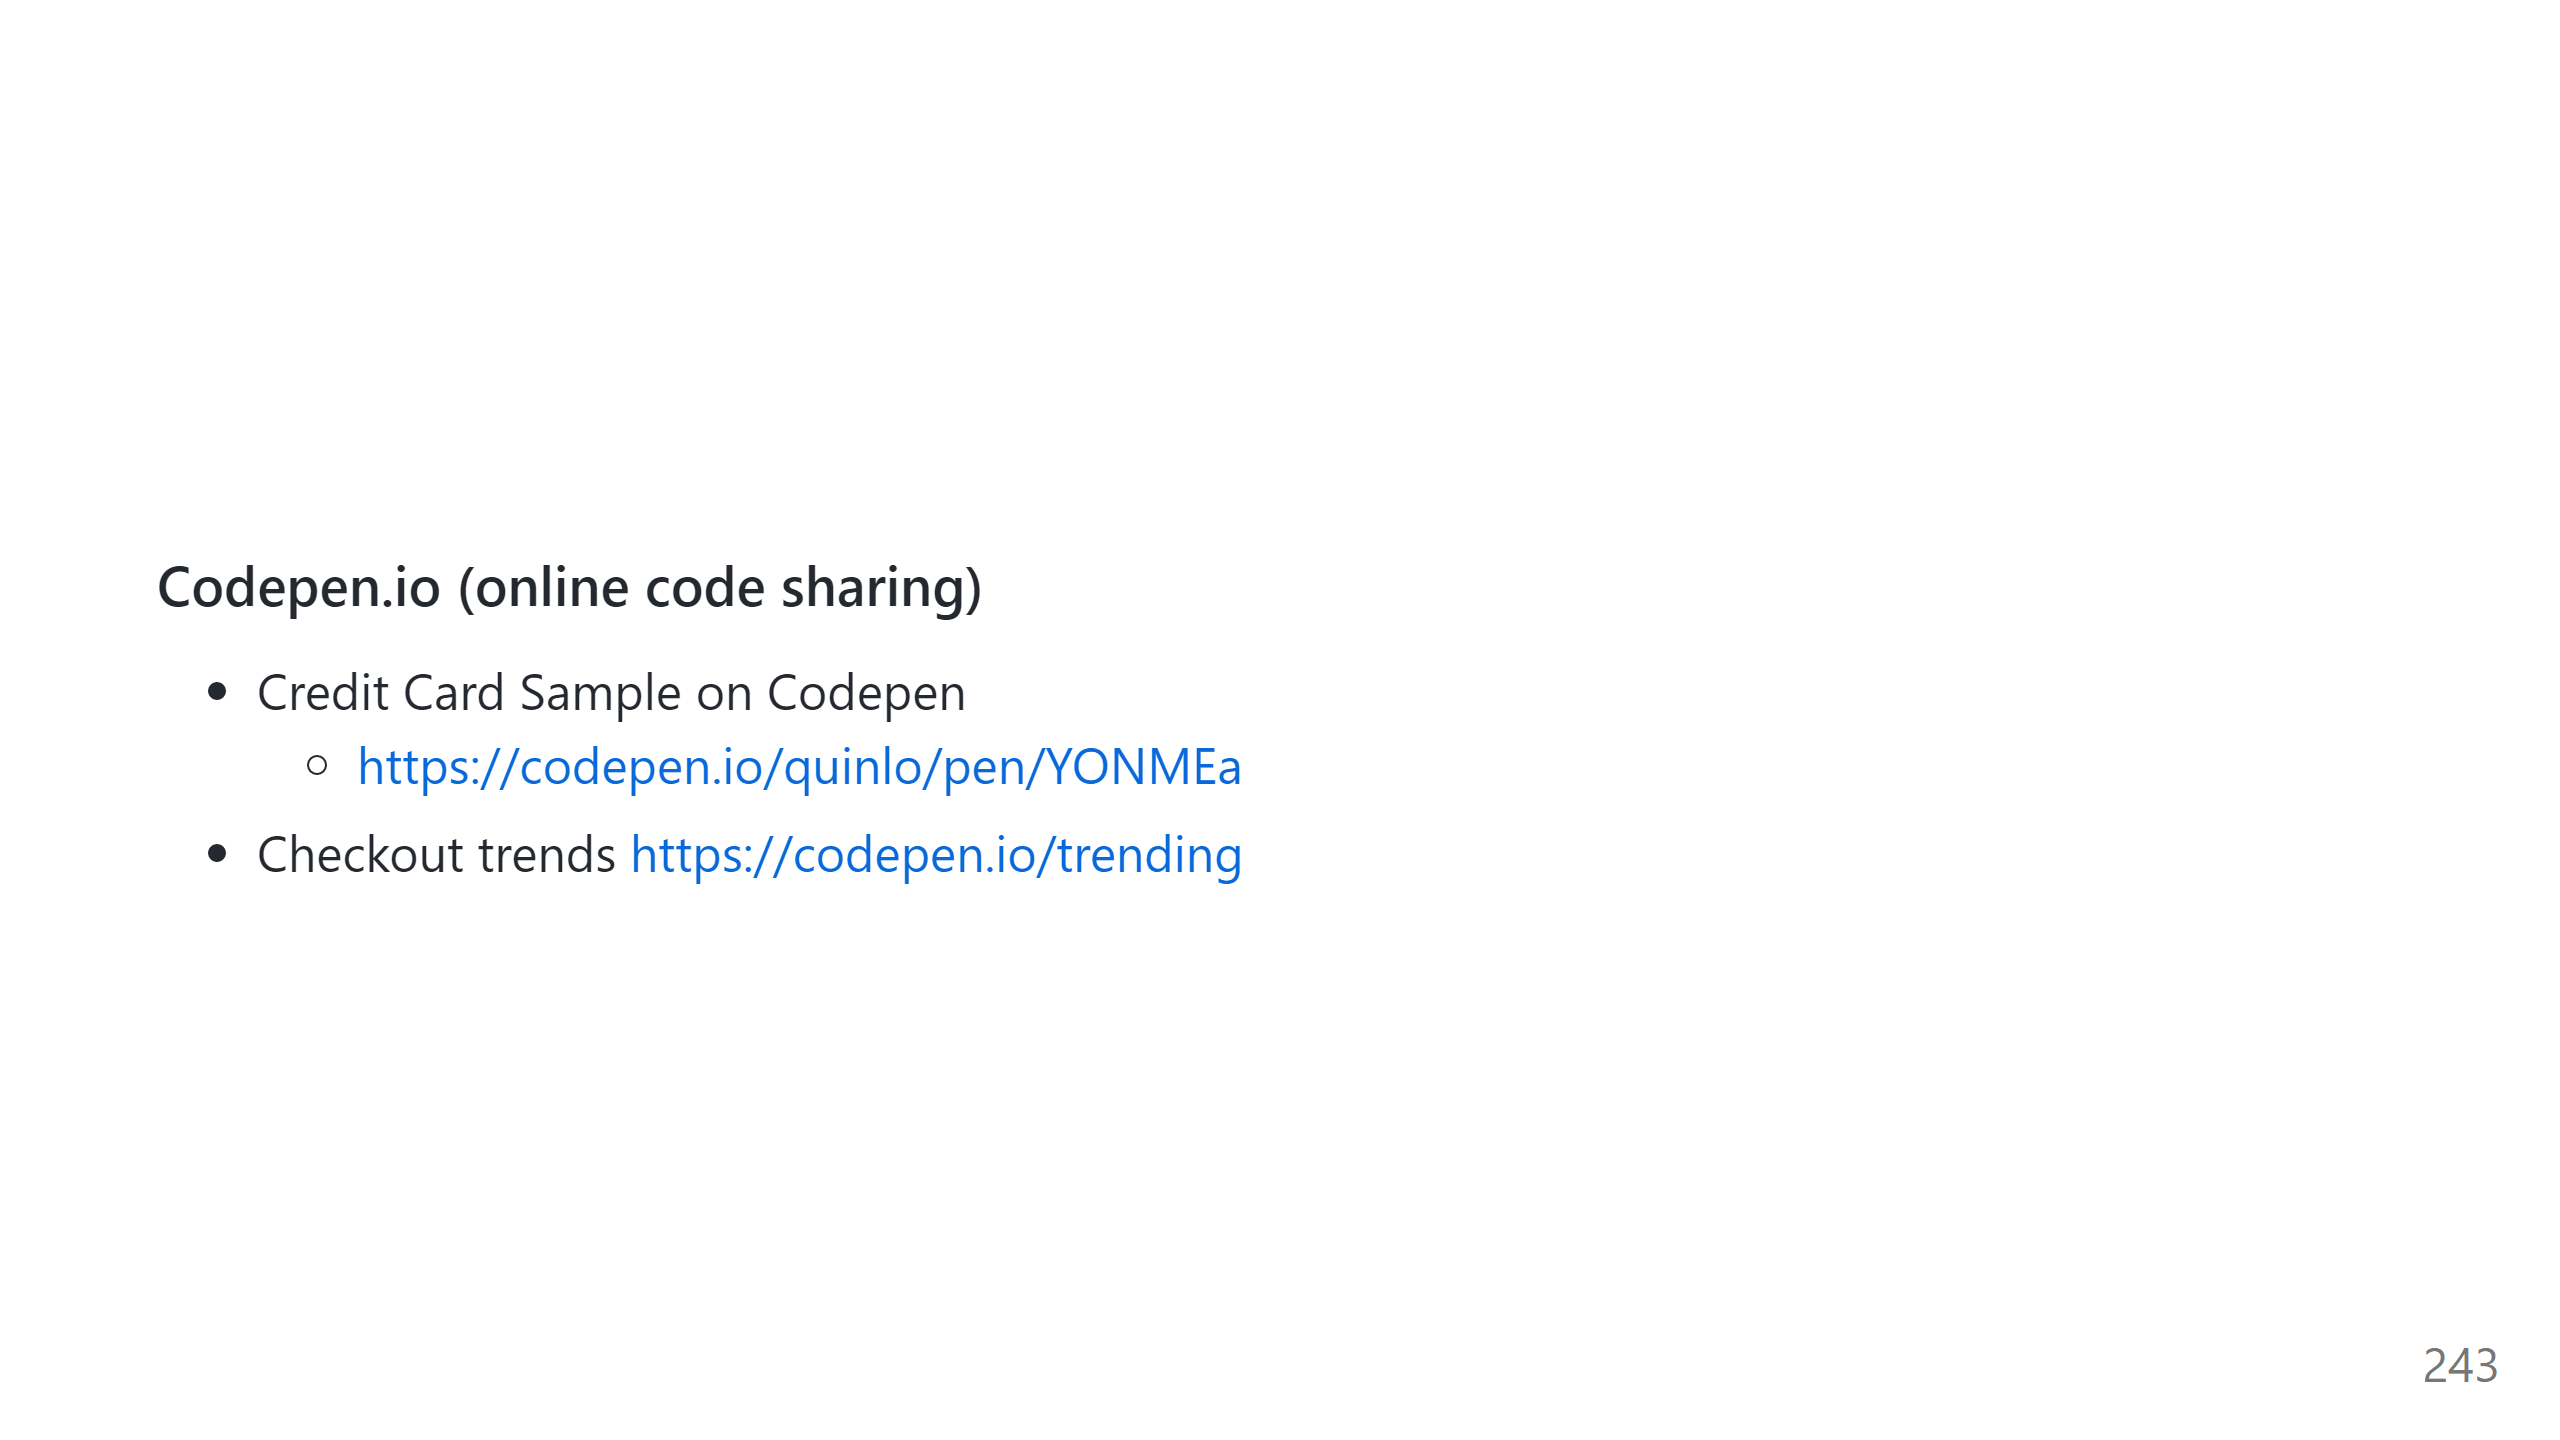 Codepen.io (online code sharing)
Credit Card Sample on Codepen
https://codepen.io/quinlo/pen/YONMEa
Checkout trends https://codepen.io/trending
243